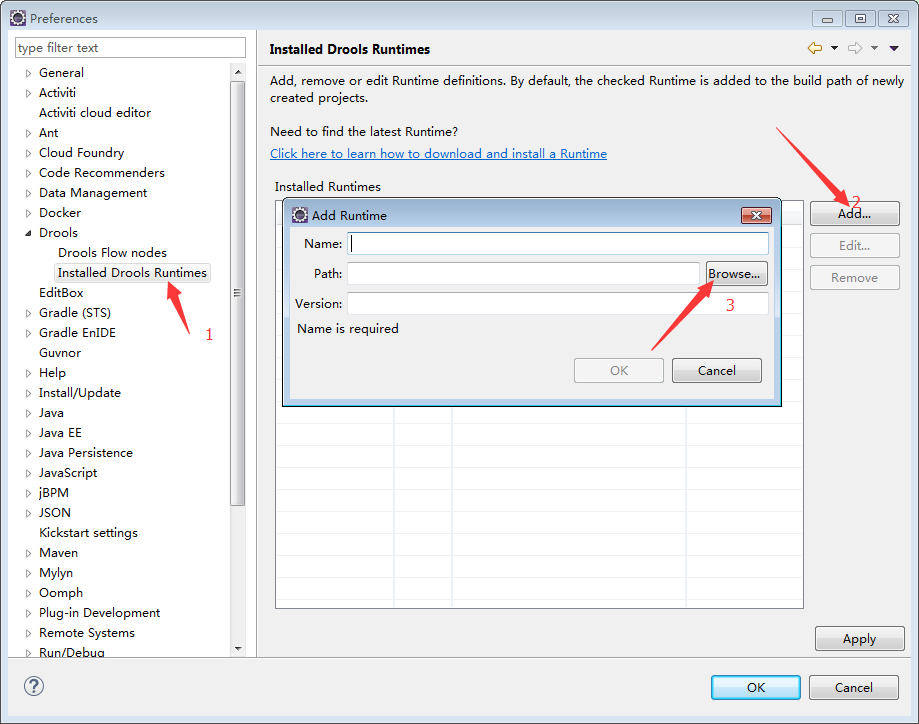 Preferences
type filter text
General
Activiti
Activiti cloud editor
Ant
Cloud Foundry
Code Recommenders
Data Management
Docker
Drools
Drools Flow nodes
Installed Drools Runtimes
EditBox
Gradle (STS)
Gradle EnIDE
Guvnor
Help
Install/Update
Java
Java EE
Java Persistence
JavaScript
jBPM
JSON
Kickstart settings
Maven
Mylyn
Oomph
Plug-in Development
Remote Systems
Run/Debug
1
Installed Drools Runtimes
Add, remove or edit Runtime definitions. By default, the checked Runtime is added to the build path of newly
created projects.
Need to find the latest Runtime?
Click here to learn how to download and install a Runtime
Installed Runtimes
2
Add...
Edit...
Remove
Add Runtime
Name:
Path:
Browse...
Version:
3
Name is required
OK
Cancel
Apply
?
OK
Cancel